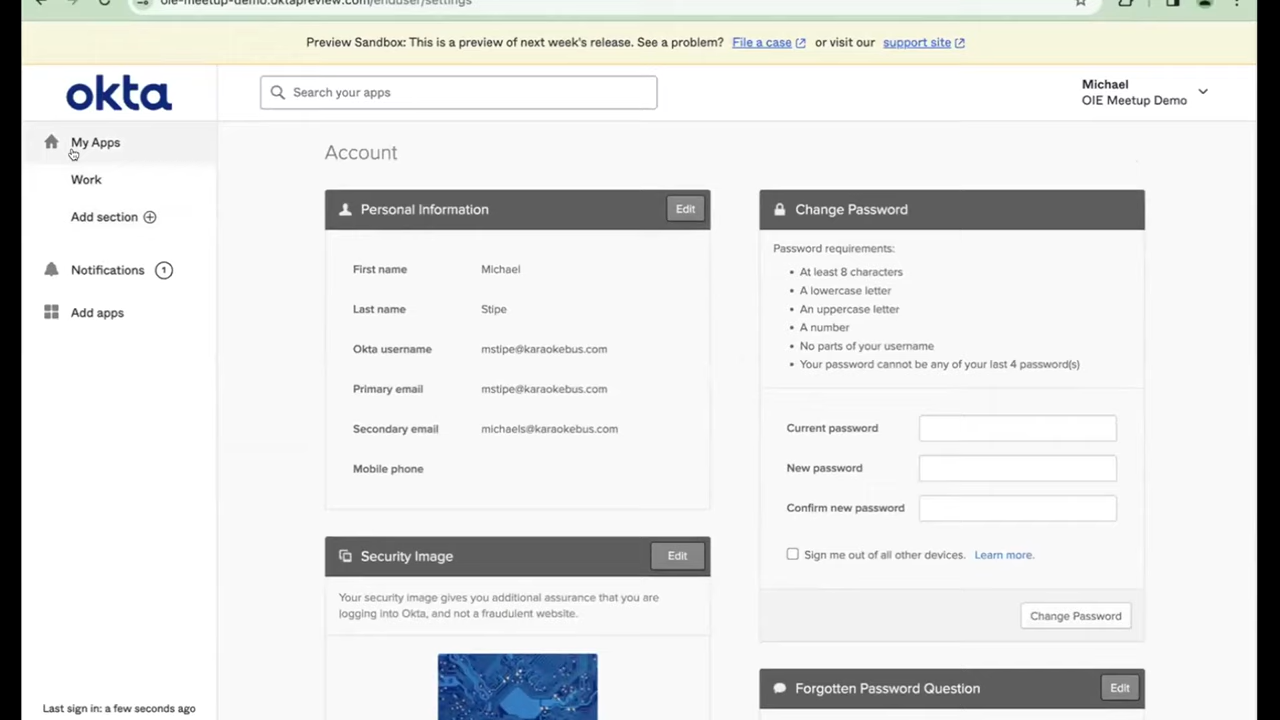 oie-meetup-demo.oktapreview.com/enduser/settings
Preview Sandbox: This is a preview of next week's release. See a problem? File a case or visit our support site
okta
Search your apps
Michael
OIE Meetup Demo
My Apps
Work
Add section
Notifications 1
Add apps
Last sign in: a few seconds ago
Account
Personal Information Edit
First name Michael
Last name Stipe
Okta username mstipe@karaokebus.com
Primary email mstipe@karaokebus.com
Secondary email michaels@karaokebus.com
Mobile phone
Security Image Edit
Your security image gives you additional assurance that you are
logging into Okta, and not a fraudulent website.
Change Password
Password requirements:
• At least 8 characters
• A lowercase letter
• An uppercase letter
• A number
• No parts of your username
• Your password cannot be any of your last 4 password(s)
Current password
New password
Confirm new password
Sign me out of all other devices. Learn more.
Change Password
Forgotten Password Question Edit